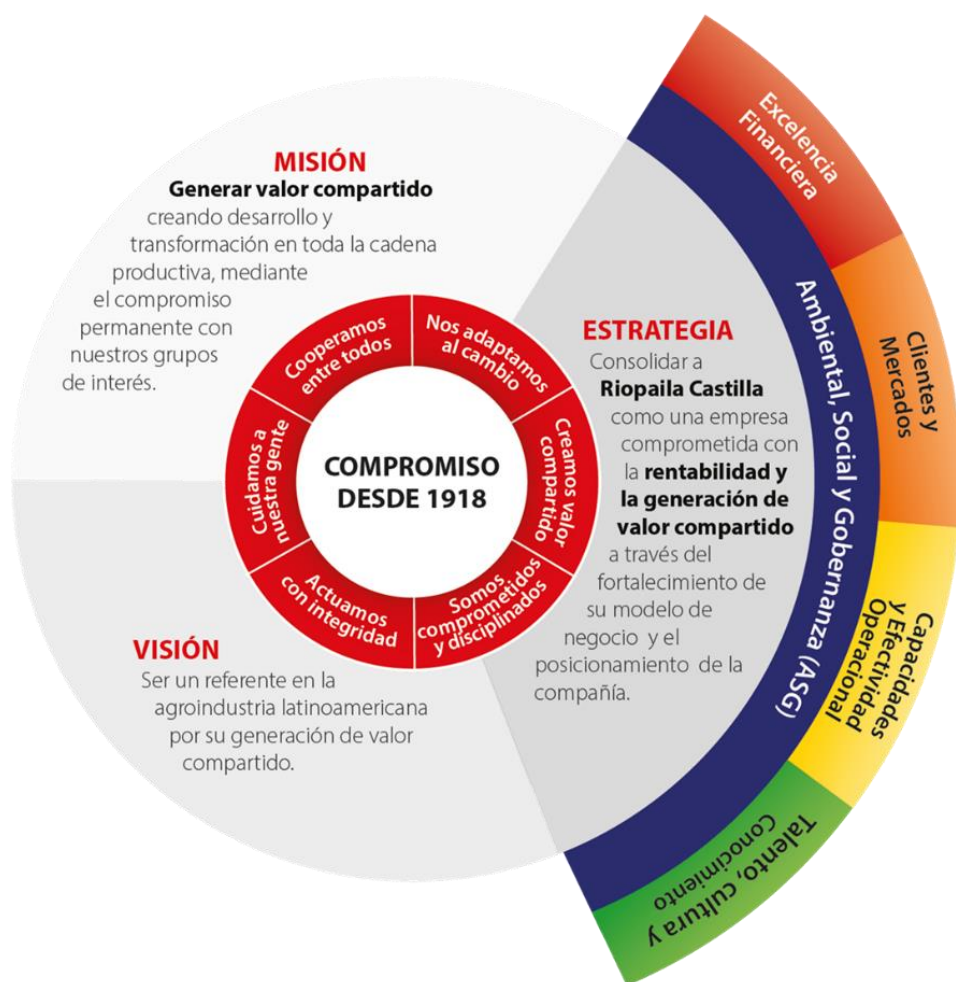 MISIÓN
Generar valor compartido
creando desarrollo y
transformación en toda la cadena
productiva, mediante
el compromiso
permanente con
nuestros grupos
de interés.
Cooperamos
entre todos
Nos adaptamos
al cambio
Creamos valor
compartido
Somos
comprometidos
y disciplinados
Actuamos
con integridad
Cuidamos a
nuestra gente
COMPROMISO
DESDE 1918
ESTRATEGIA
Consolidar a
Riopaila Castilla
como una empresa
comprometida con
la rentabilidad y
la generación de
valor compartido
a través del
fortalecimiento de
su modelo de
negocio y el
posicionamiento de la
compañía.
VISIÓN
Ser un referente en la
agroindustria latinoamericana
por su generación de valor
compartido.
Ambiental, Social y Gobernanza (ASG)
Excelencia
Financiera
Clientes y
Mercados
Capacidades
y Efectividad
Operacional
Talento, cultura y
Conocimiento